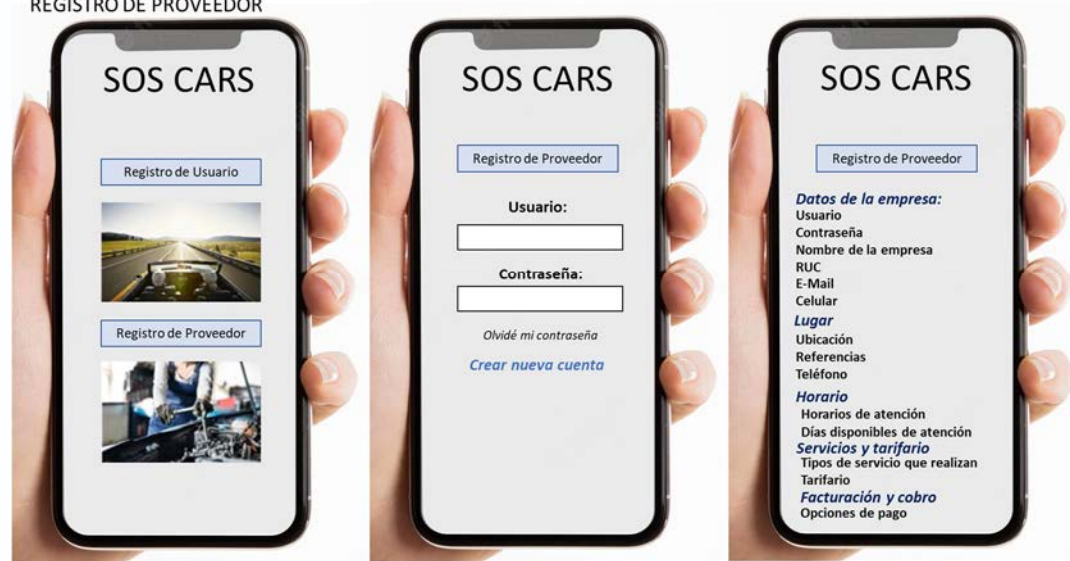 REGISTRO DE PROVEEDOR
SOS CARS
Registro de Usuario
Registro de Proveedor
SOS CARS
Registro de Proveedor
Usuario:
Contraseña:
Olvidé mi contraseña
Crear nueva cuenta
SOS CARS
Registro de Proveedor
Datos de la empresa:
Usuario
Contraseña
Nombre de la empresa
RUC
E-Mail
Celular
Lugar
Ubicación
Referencias
Teléfono
Horario
Horarios de atención
Días disponibles de atención
Servicios y tarifario
Tipos de servicio que realizan
Tarifario
Facturación y cobro
Opciones de pago